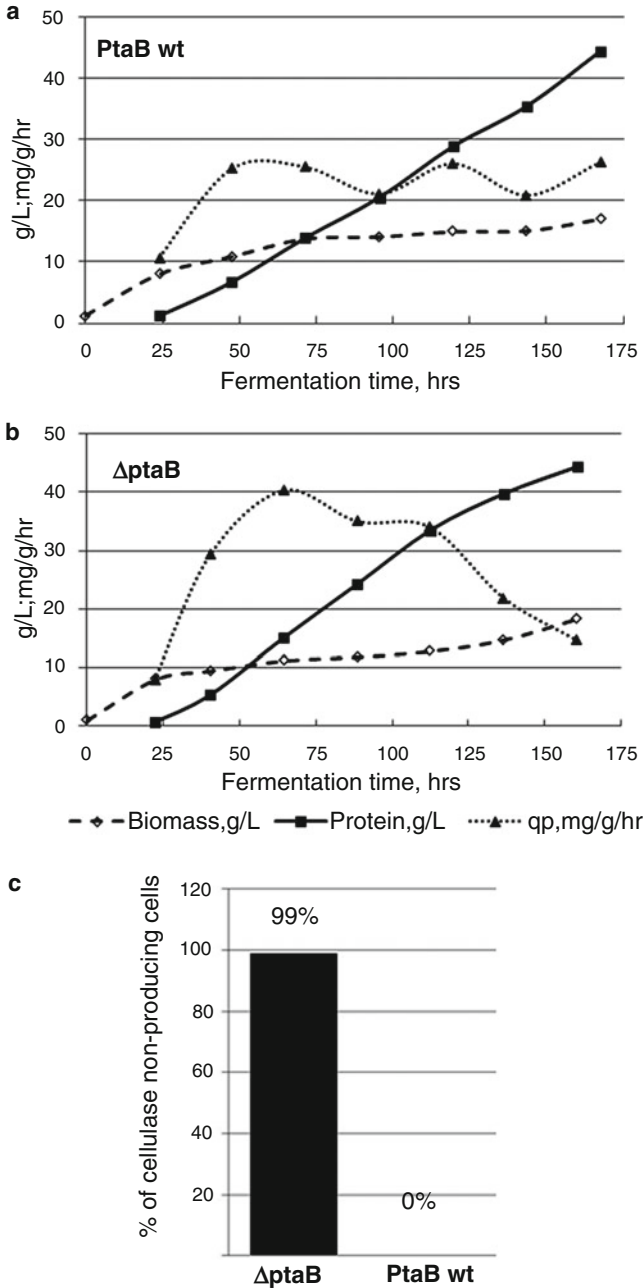 a
PtaB wt
g/L;mg/g/hr
50
40
30
20
10
0
0 25 50 75 100 125 150 175
Fermentation time, hrs
b
ΔptaB
g/L;mg/g/hr
50
40
30
20
10
0
0 25 50 75 100 125 150 175
Fermentation time, hrs
Biomass,g/L Protein,g/L qp,mg/g/hr
c
% of cellulase non-producing cells
120
100
80
60
40
20
99%
0%
ΔptaB PtaB wt